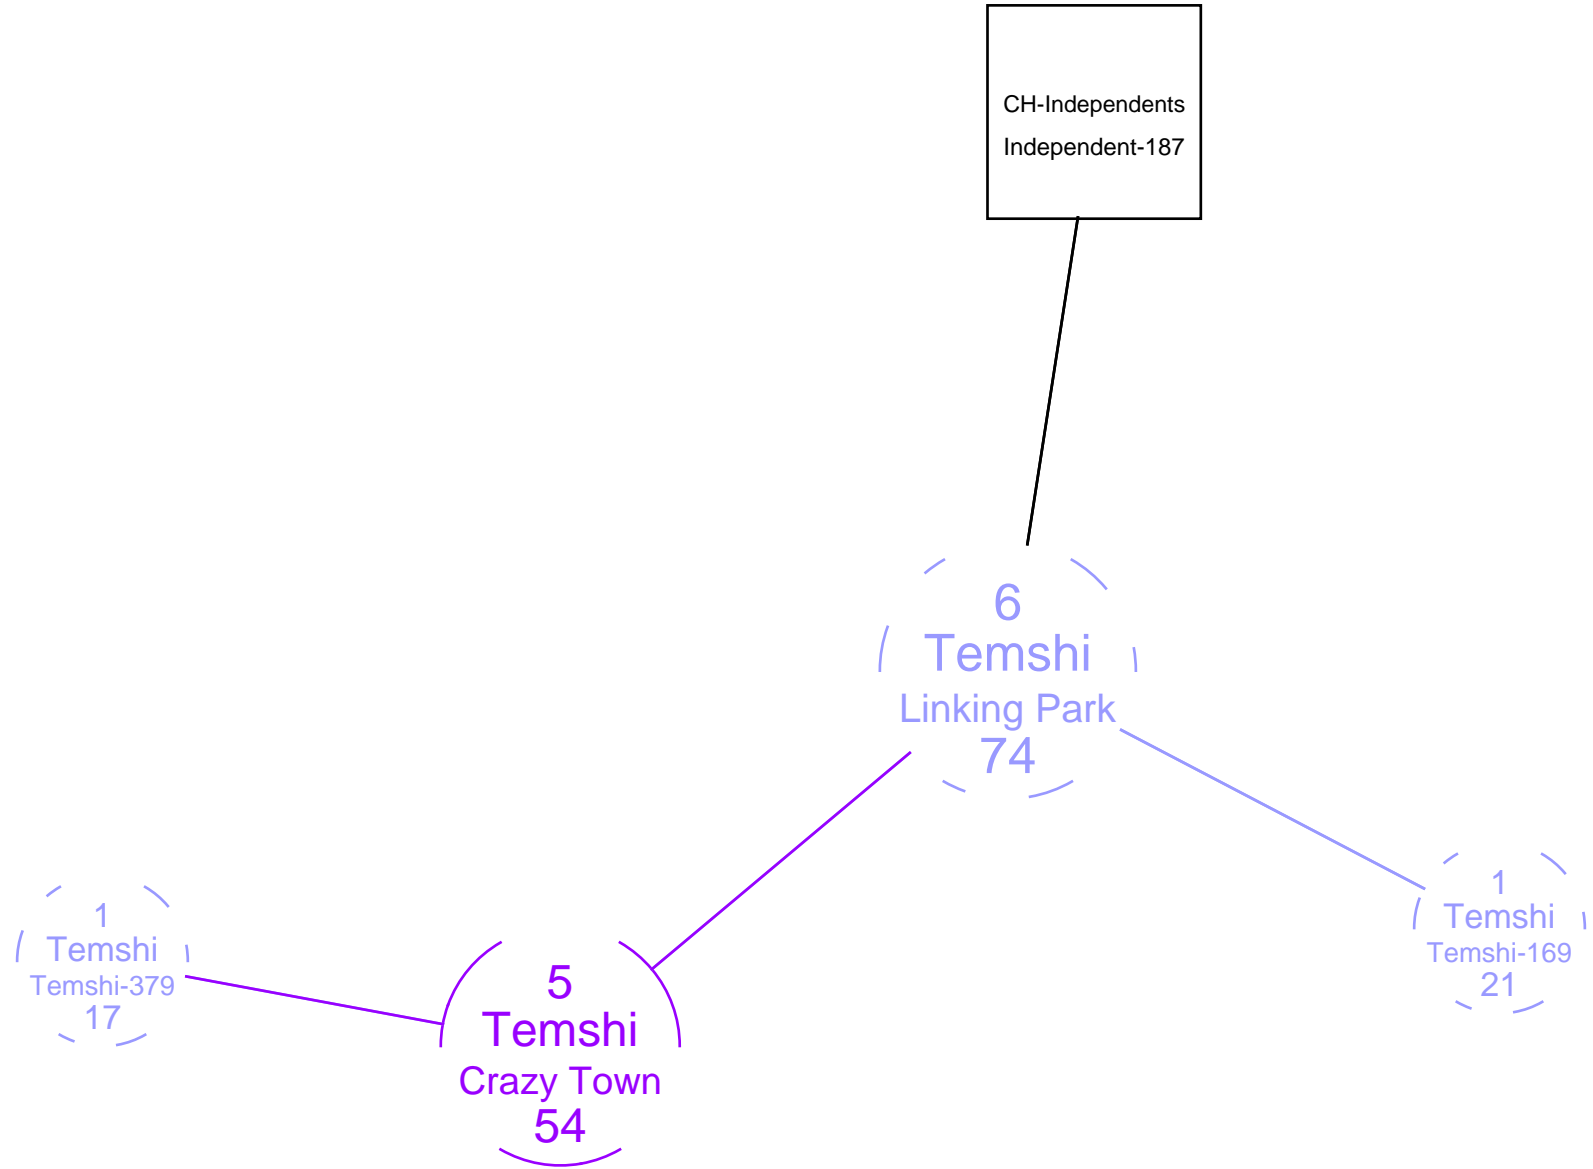 CH-Independents
Independent-187
6
Temshi
Linking Park
74
1
Temshi
Temshi-379
17
5
Temshi
Crazy Town
54
1
Temshi
Temshi-169
21